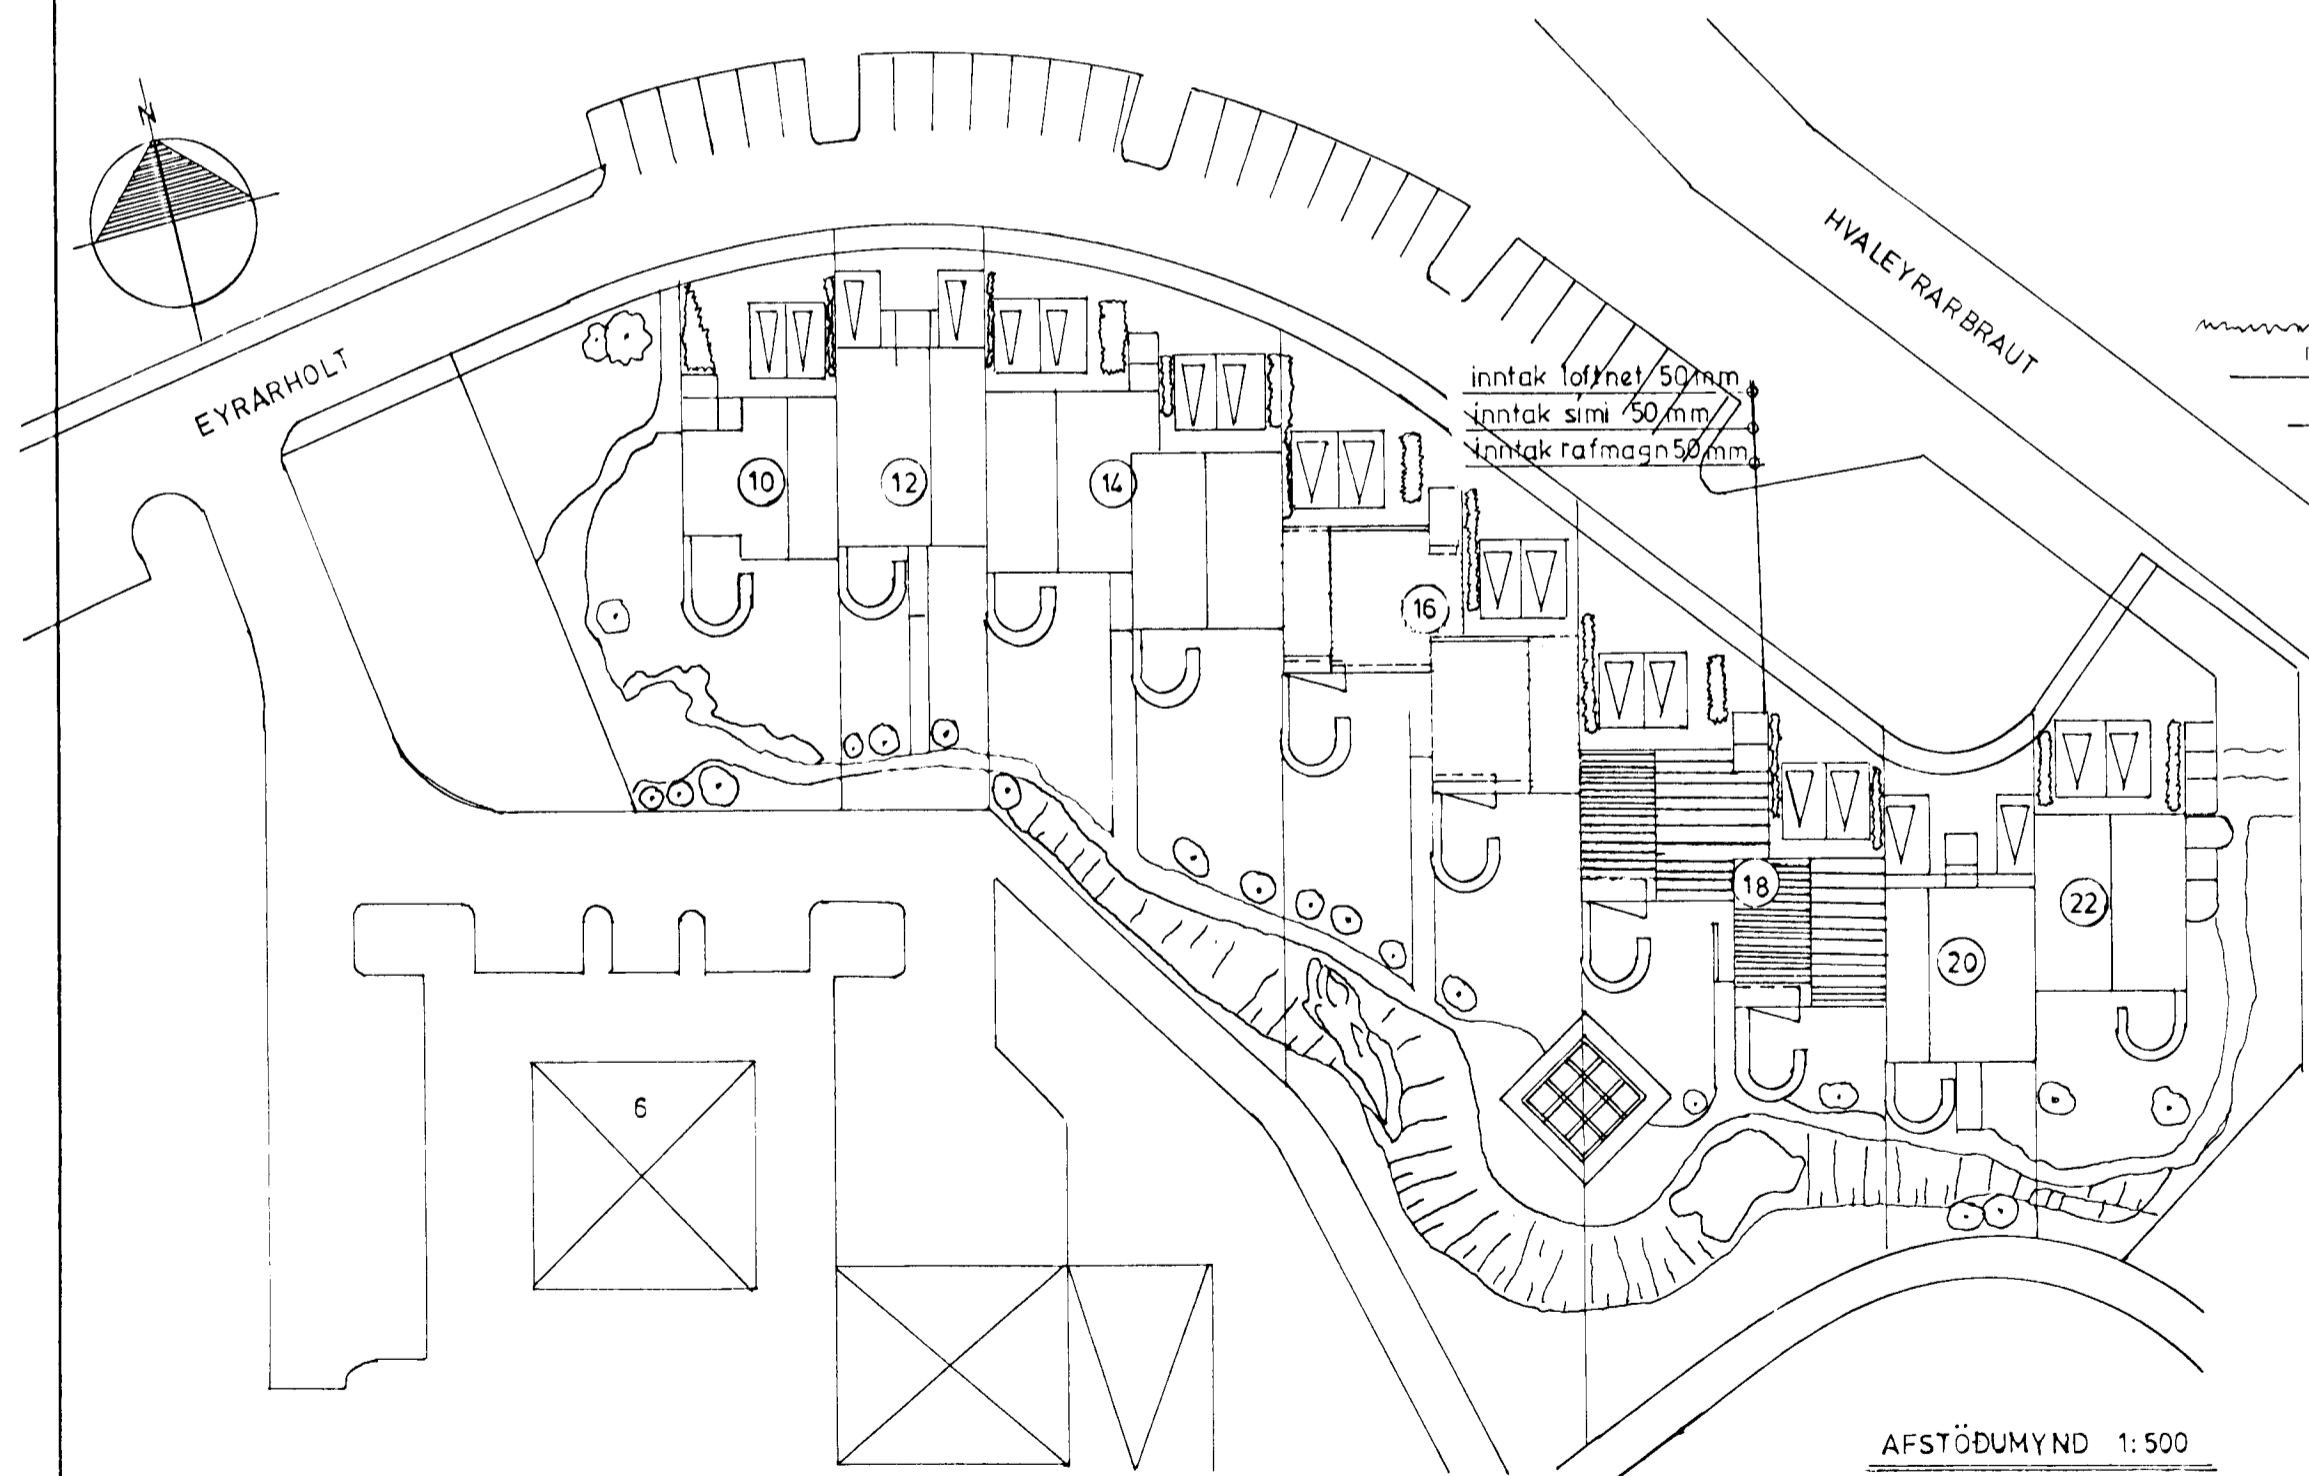 N
EYRARHOLT
HVALEYRARBRAUT
inntak loftnet 50mm
inntak sími 50mm
inntak rafmagn 50mm
10
12
14
16
18
20
22
6
AFSTÖÐUMYND 1:500